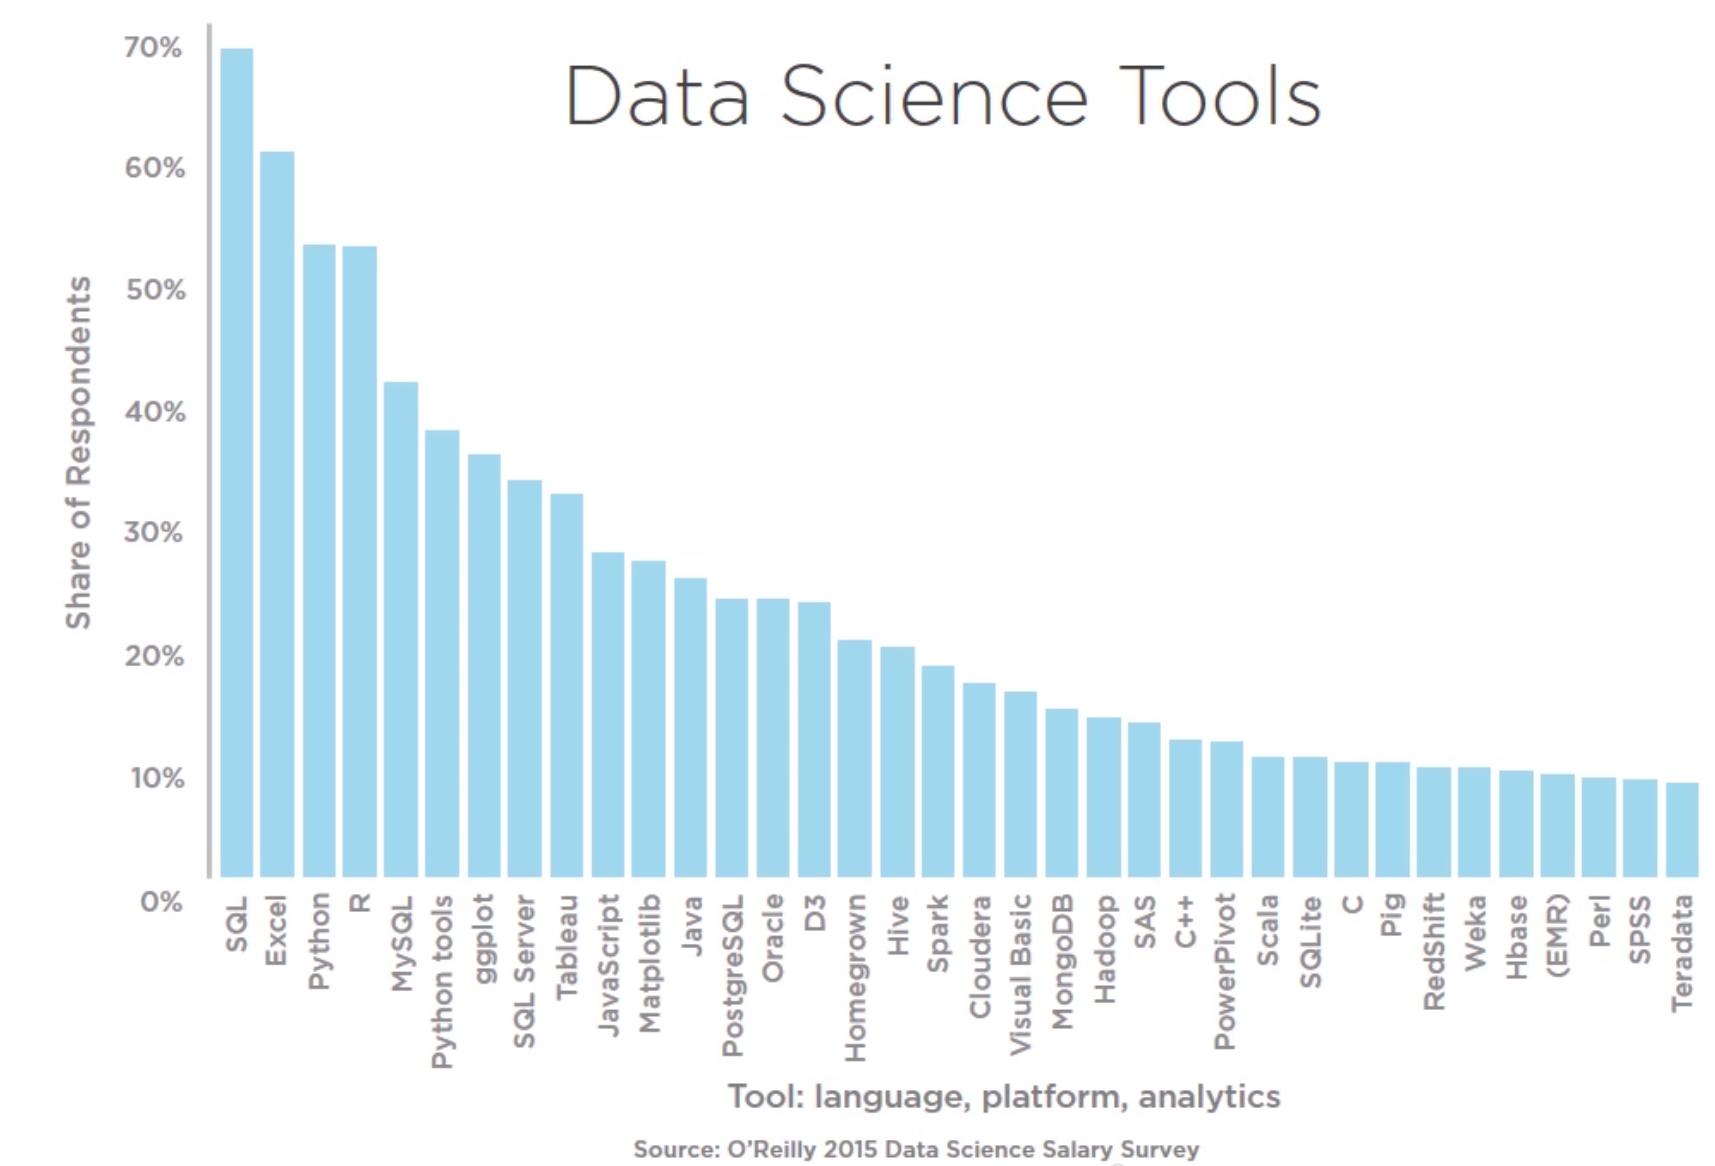 Data Science Tools
70%
60%
50%
40%
30%
20%
10%
0%
Share of Respondents
SQL
Excel
Python
R
MySQL
Python tools
ggplot
SQL Server
Tableau
JavaScript
Matplotlib
Java
PostgreSQL
Oracle
D3
Homegrown
Hive
Spark
Cloudera
Visual Basic
MongoDB
Hadoop
SAS
C++
PowerPivot
Scala
SQLite
C
Pig
RedShift
Weka
Hbase
(EMR)
Perl
SPSS
Teradata
Tool: language, platform, analytics
Source: O’Reilly 2015 Data Science Salary Survey